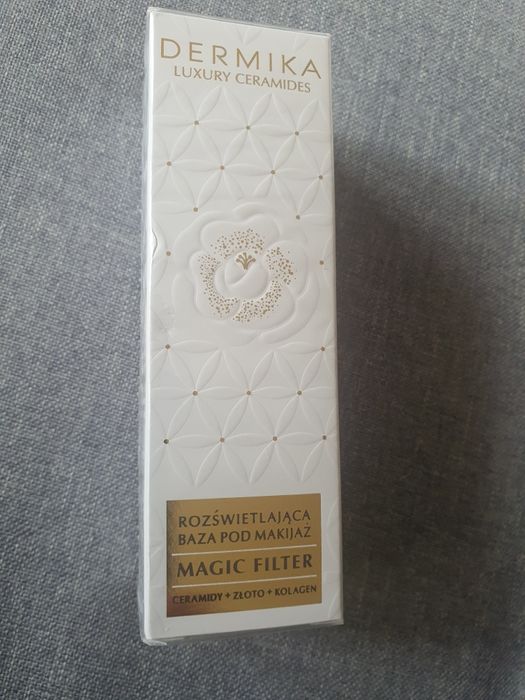 DERMIKA
LUXURY CERAMIDES
ROZŚWIETLAJĄCA
BAZA POD MAKIJAŻ
MAGIC FILTER
CERAMIDY + ZŁOTO + KOLAGEN